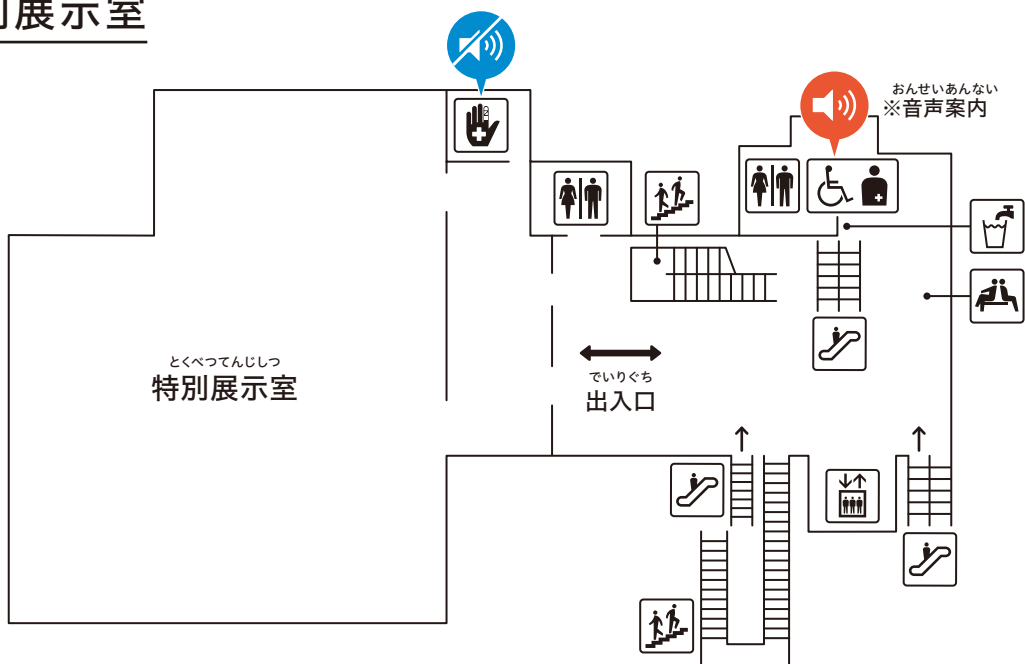 別展示室
おんせいあんない
※音声案内
とくべつてんじしつ
特別展示室
でいりぐち
出入口